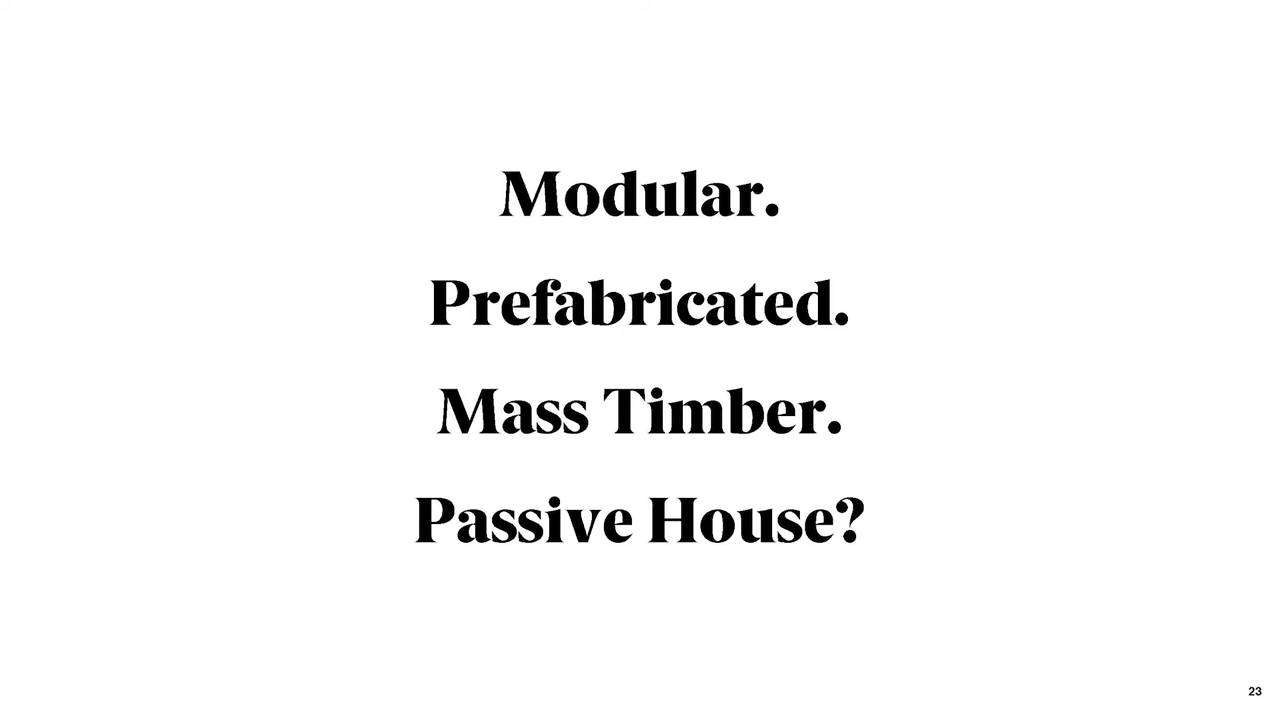 Modular.
Prefabricated.
Mass Timber.
Passive House?
23